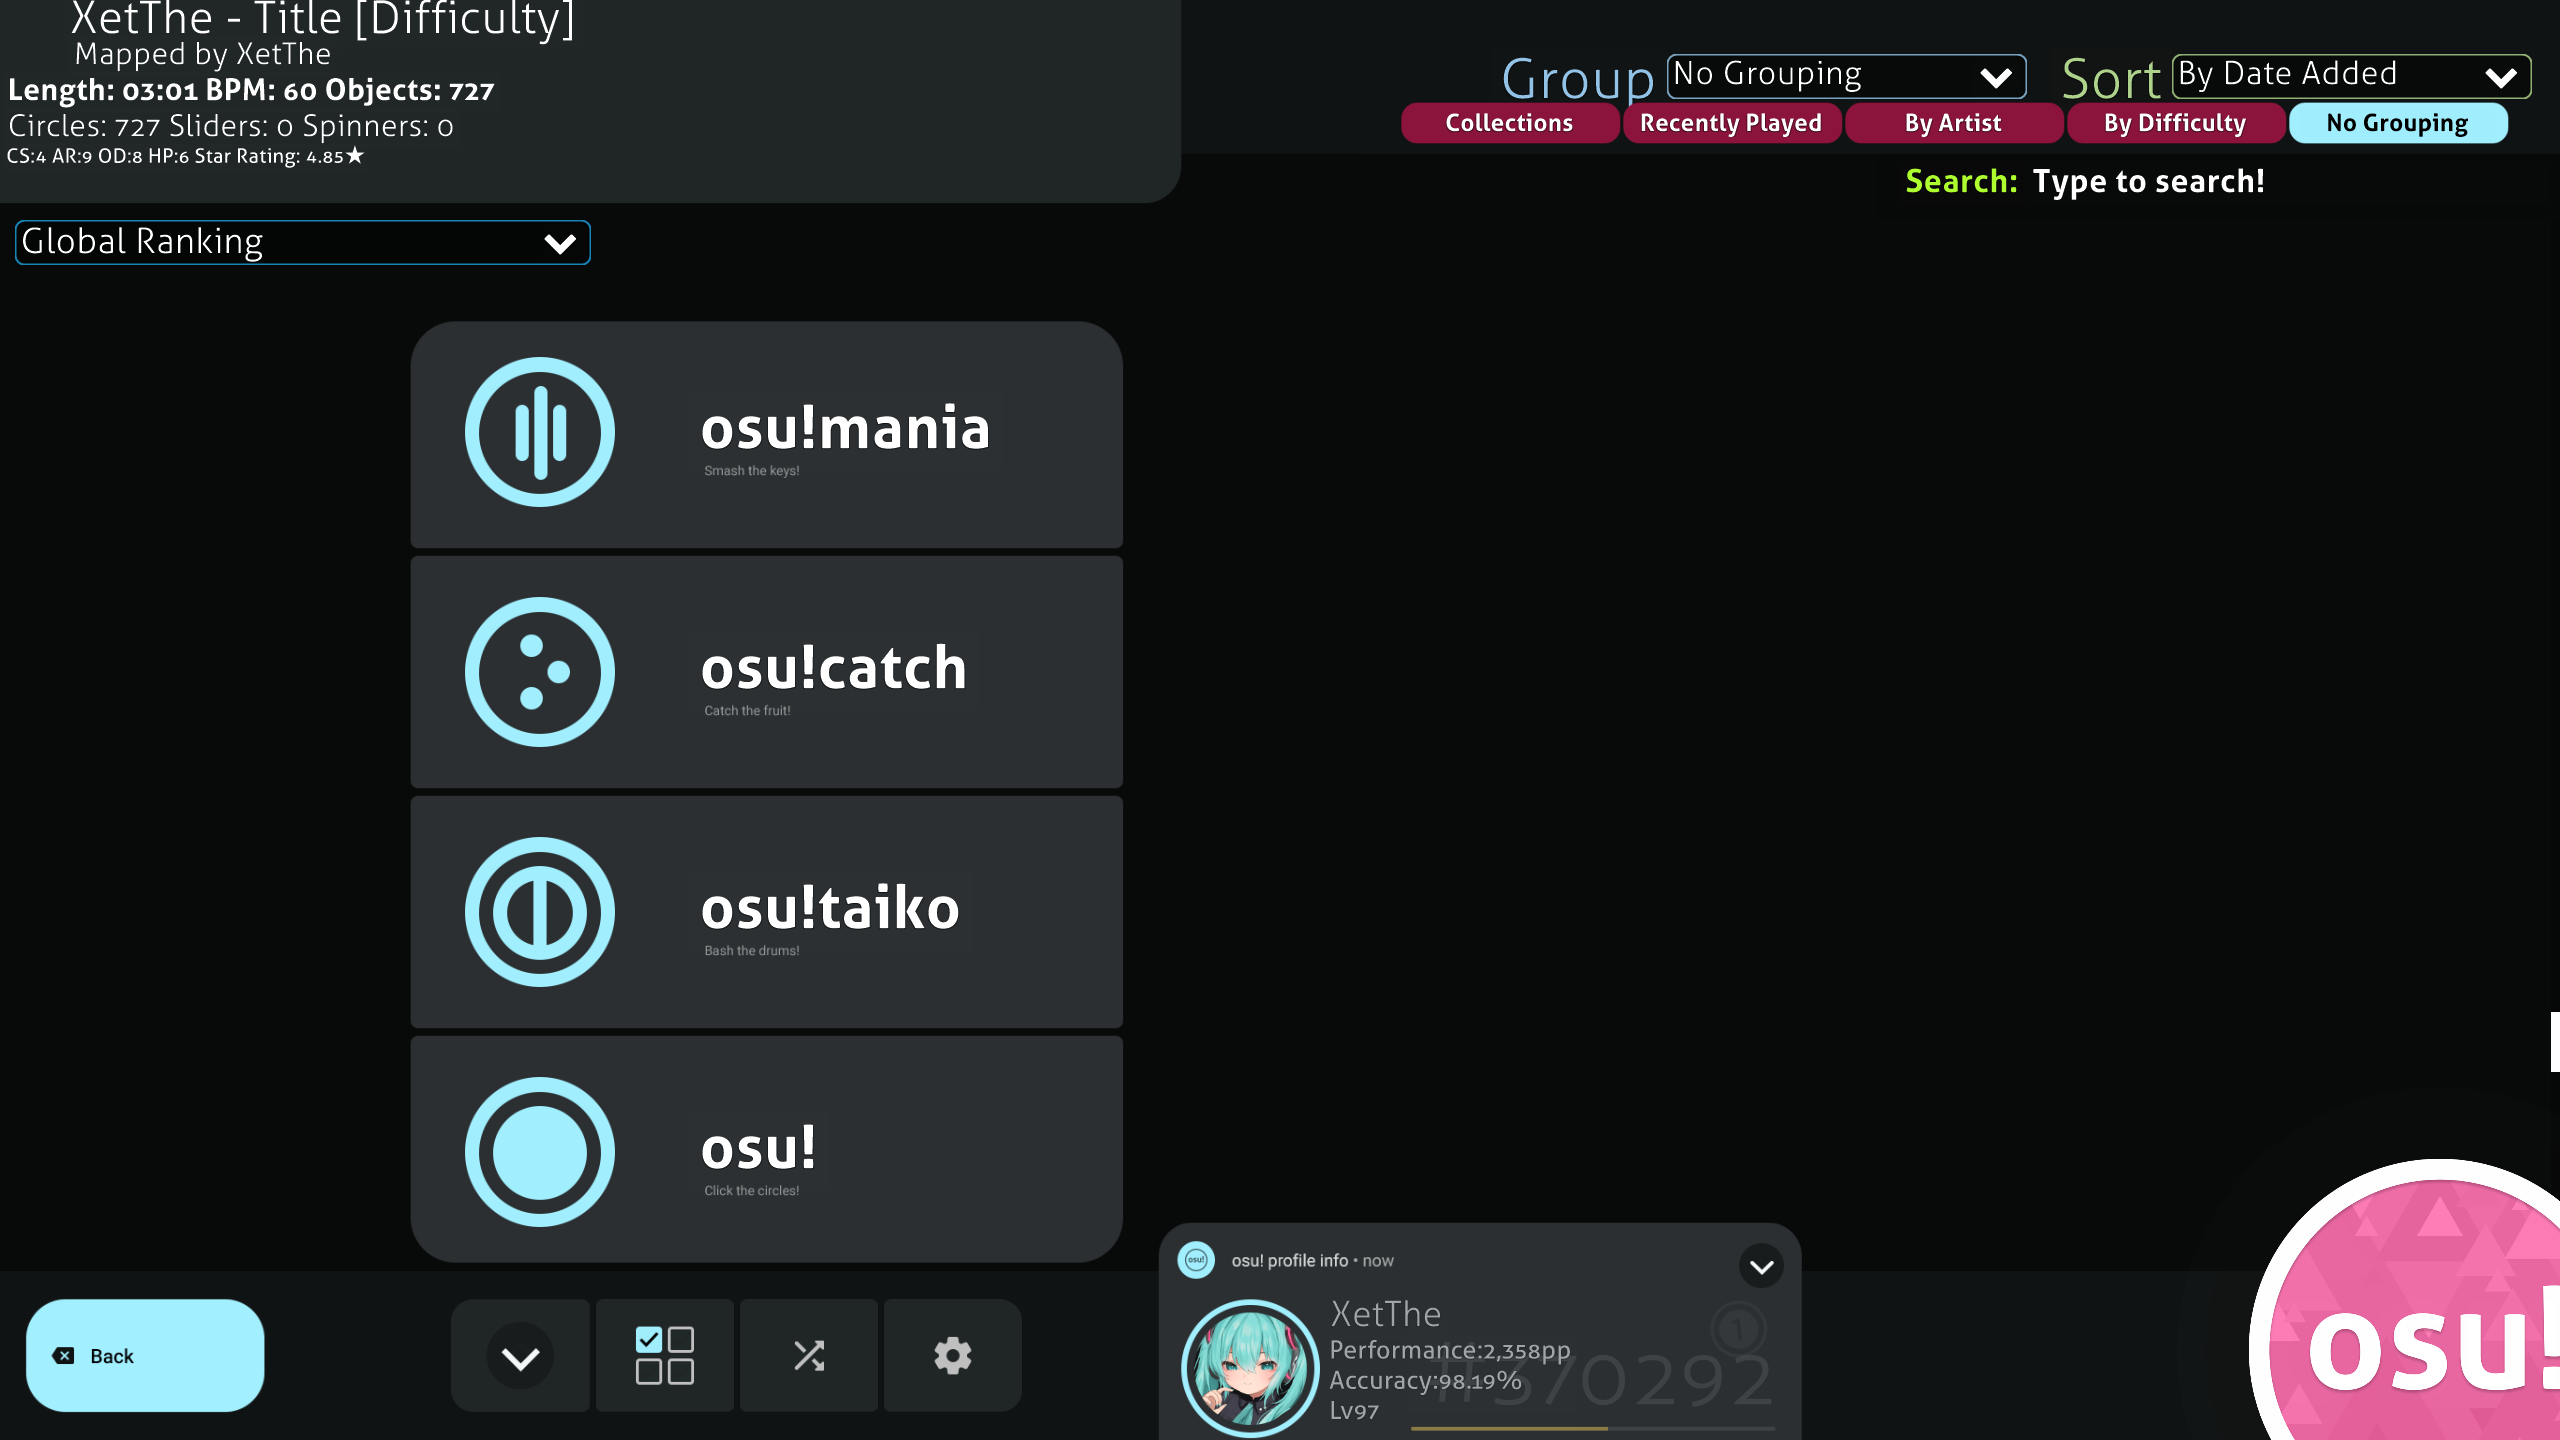 XetThe - Title [Difficulty]
Mapped by XetThe
Length: 03:01 BPM: 60 Objects: 727
Circles: 727 Sliders: 0 Spinners: 0
CS:4 AR:9 OD:8 HP:6 Star Rating: 4.85★
Group No Grouping Sort By Date Added
Collections Recently Played By Artist By Difficulty No Grouping
Search: Type to search!
Global Ranking
osu!mania
Smash the keys!
osu!catch
Catch the fruit!
osu!taiko
Bash the drums!
osu!
Click the circles!
Back
osu! osu! profile info • now
XetThe
1
Performance:2,358pp
Accuracy:98.19%
#370292
Lv97
osu!